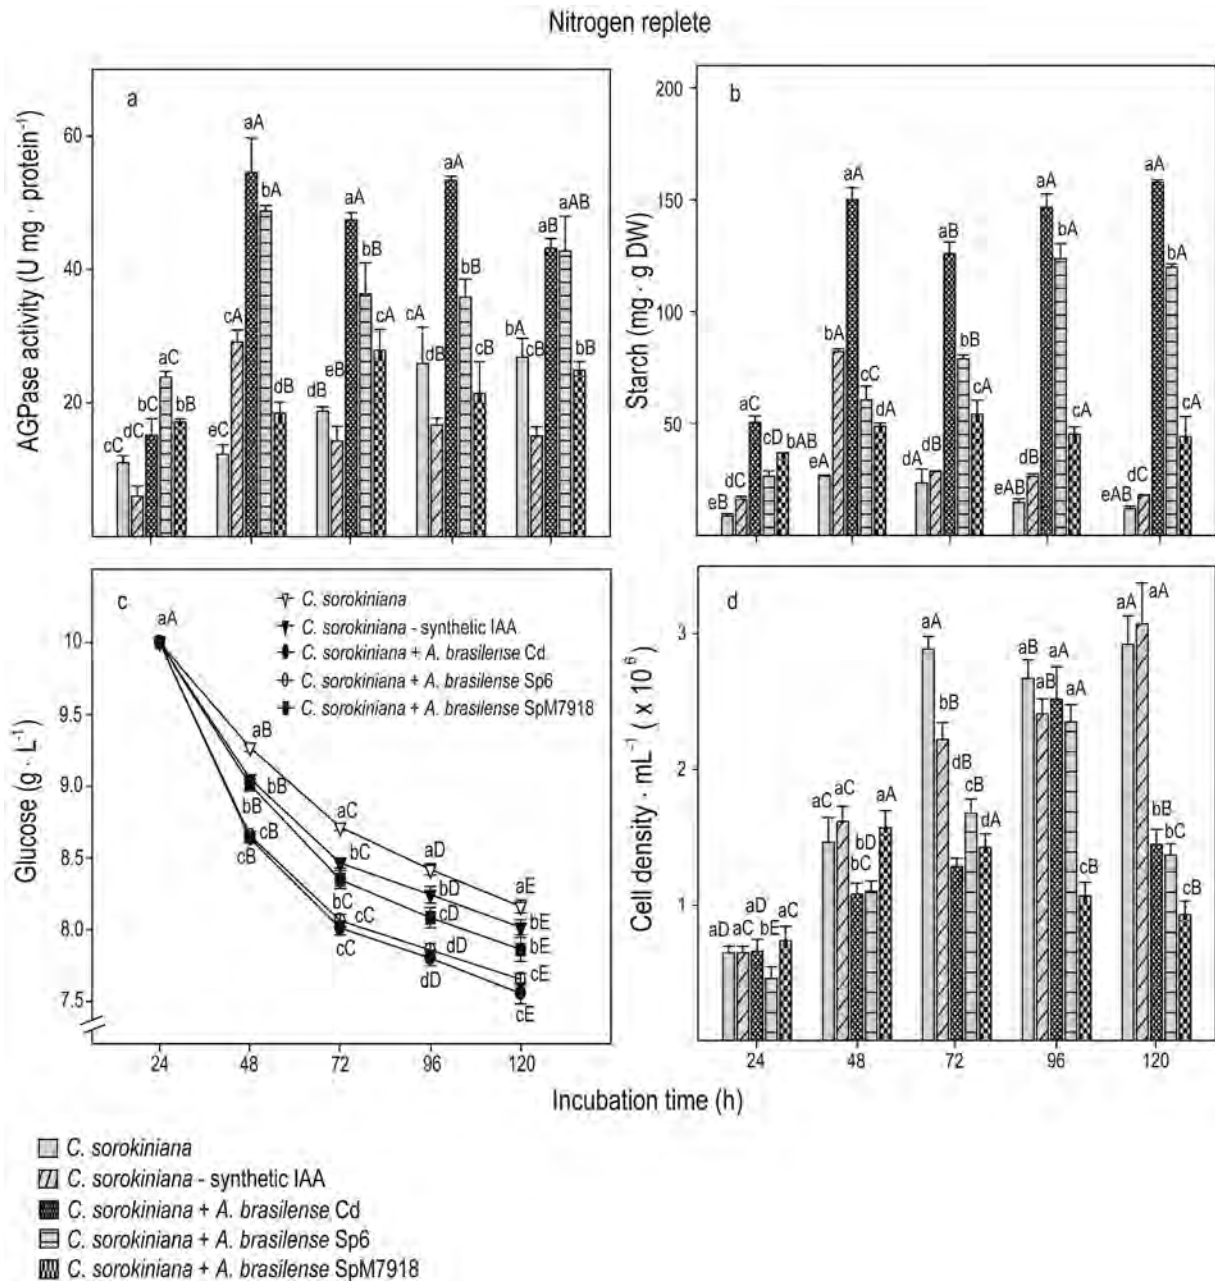 Nitrogen replete
a
AGPase activity (U mg · protein⁻¹)
60
40
20
cC dC bC aC bB
eC cA aA bA dB
dB eB aA bB cA
cA dB aA bB cB
bA cB aB aAB bB
b
Starch (mg · g DW)
200
150
100
50
eB dC aC cD bAB
eA bA aA cC dA
dA dB aB bB cA
eAB dB aA bA cA
eAB dC aA bA cA
c
Glucose (g · L⁻¹)
10
9.5
9.0
8.5
8.0
7.5
C. sorokiniana
C. sorokiniana - synthetic IAA
C. sorokiniana + A. brasilense Cd
C. sorokiniana + A. brasilense Sp6
C. sorokiniana + A. brasilense SpM7918
aA
aB bB bB cB cB
aC bC bC cC cC
aD bD cD dD dD
aE bE bE cE cE
24 48 72 96 120
d
Cell density · mL⁻¹ ( x 10⁶)
3
2
1
aD aC aD bE aC
aC aC bD bC aA
aA bB dB cB dA
aB aB aA aA cB
aA aA bB bC cB
24 48 72 96 120
Incubation time (h)
C. sorokiniana
C. sorokiniana - synthetic IAA
C. sorokiniana + A. brasilense Cd
C. sorokiniana + A. brasilense Sp6
C. sorokiniana + A. brasilense SpM7918